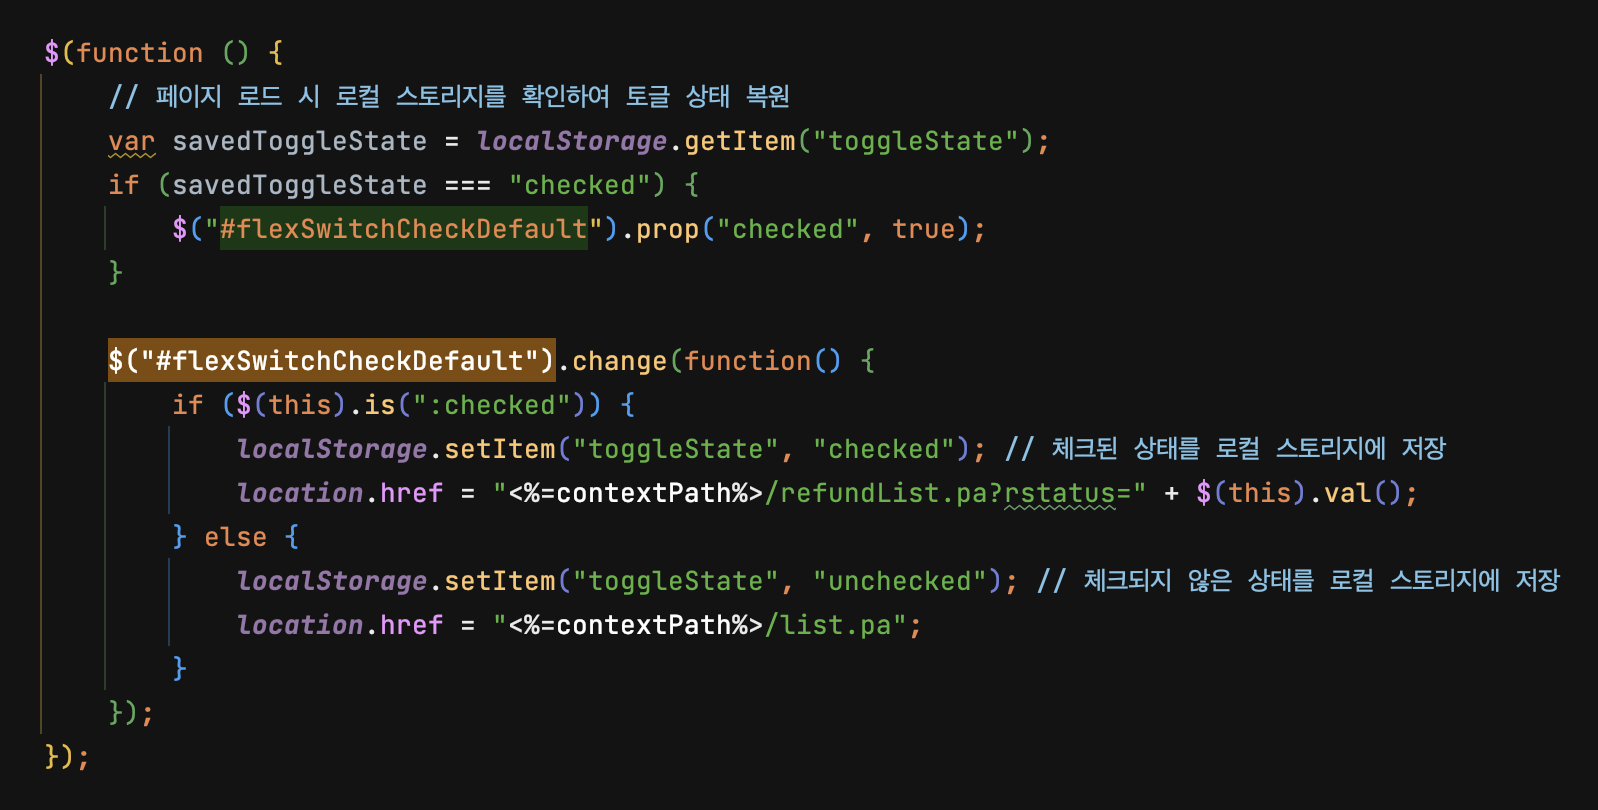 $(function () {
// 페이지 로드 시 로컬 스토리지를 확인하여 토글 상태 복원
var savedToggleState = localStorage.getItem("toggleState");
if (savedToggleState === "checked") {
$("#flexSwitchCheckDefault").prop("checked", true);
}
$("#flexSwitchCheckDefault").change(function() {
if ($(this).is(":checked")) {
localStorage.setItem("toggleState", "checked"); // 체크된 상태를 로컬 스토리지에 저장
location.href = "<%=contextPath%>/refundList.pa?rstatus=" + $(this).val();
} else {
localStorage.setItem("toggleState", "unchecked"); // 체크되지 않은 상태를 로컬 스토리지에 저장
location.href = "<%=contextPath%>/list.pa";
}
});
});